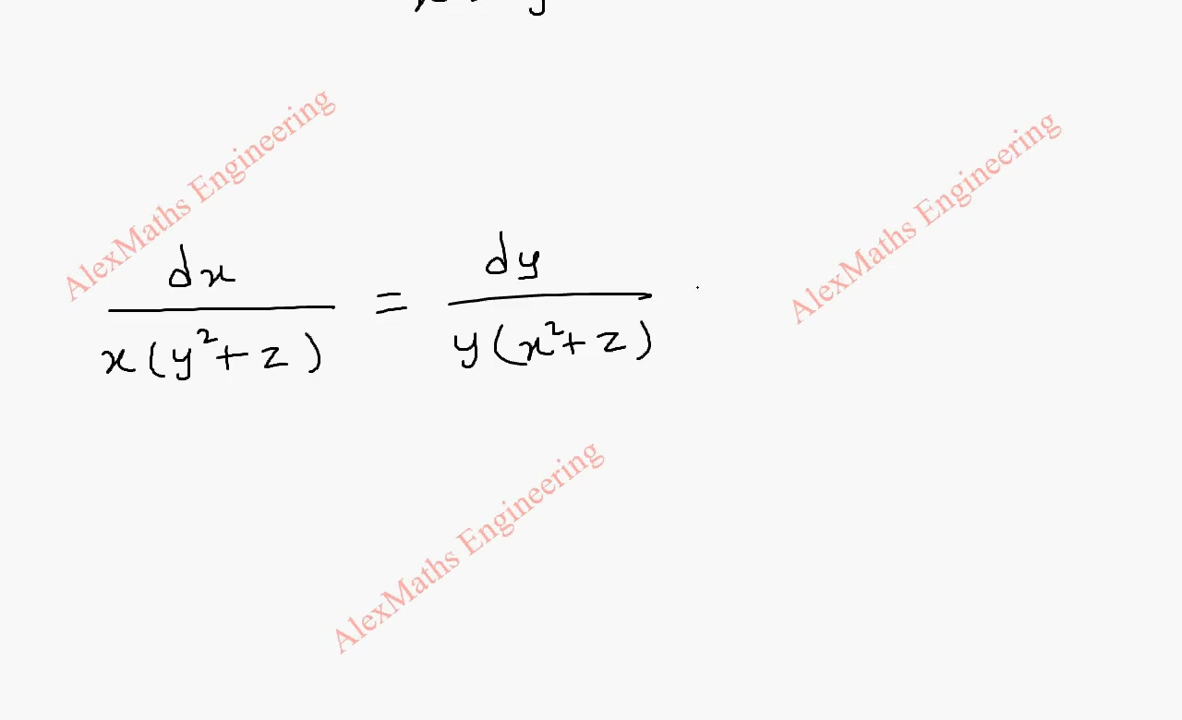 dx / x(y²+z) = dy / y(x²+z)
AlexMaths Engineering
AlexMaths Engineering
AlexMaths Engineering